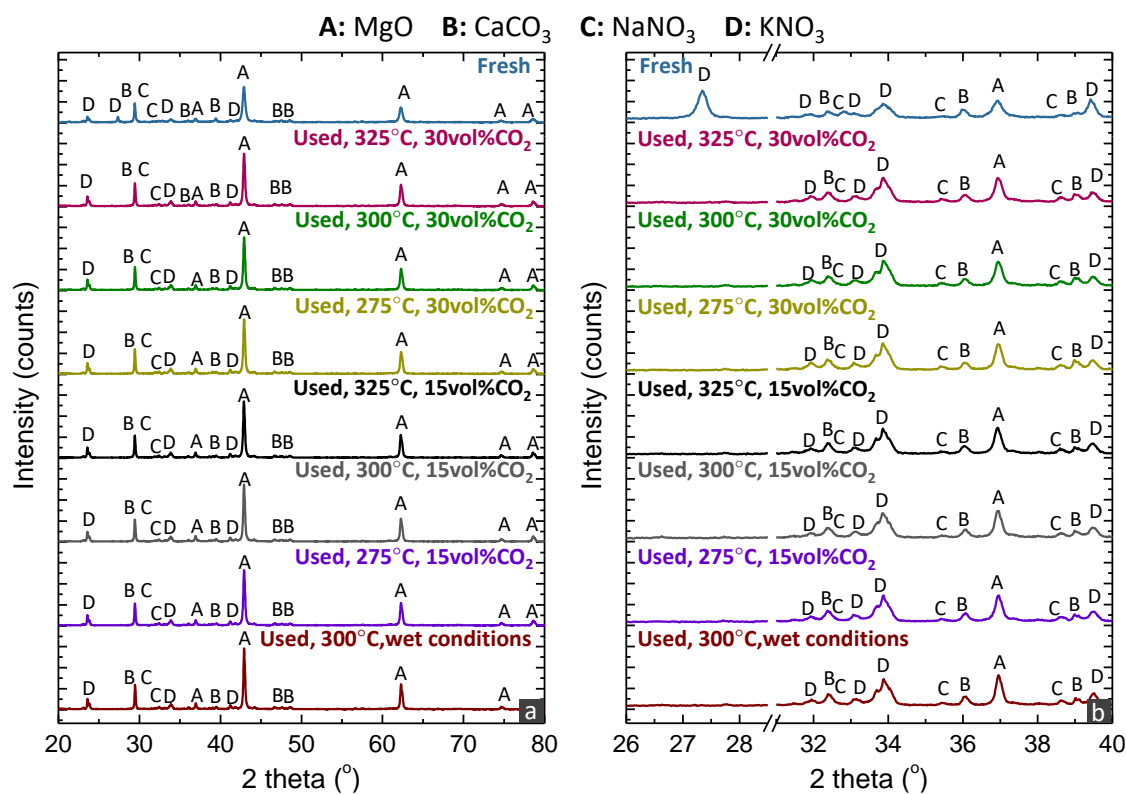 A: MgO B: CaCO₃ C: NaNO₃ D: KNO₃
Intensity (counts)
Fresh
D D B C C D B A B A D B B A A A
Used, 325°C, 30vol%CO₂
D B C C D B A B D B B A A A
Used, 300°C, 30vol%CO₂
D B C C D A B D B B A A A
Used, 275°C, 30vol%CO₂
D B C C D A B D A B B A A A
Used, 325°C, 15vol%CO₂
D B C C D A B D A B B A A A
Used, 300°C, 15vol%CO₂
D B C C D A B D A B B A A A
Used, 275°C, 15vol%CO₂
D B C C D A B D A B B A A A
Used, 300°C,wet conditions
D B C C D A B D A B B A A
a
20 30 40 50 60 70 80
2 theta (°)
Intensity (counts)
Fresh
D D B C D D C B A C D
Used, 325°C, 30vol%CO₂
D B C D D C B A C B D
Used, 300°C, 30vol%CO₂
D B C D D C B A C B D
Used, 275°C, 30vol%CO₂
D B C D D C B A C B D
Used, 325°C, 15vol%CO₂
D B C D D C B A C B D
Used, 300°C, 15vol%CO₂
D B C D D C B A C B D
Used, 275°C, 15vol%CO₂
D B C D D C B A C B D
Used, 300°C,wet conditions
D B C D D C B A C B D
b
26 27 28 32 34 36 38 40
2 theta (°)